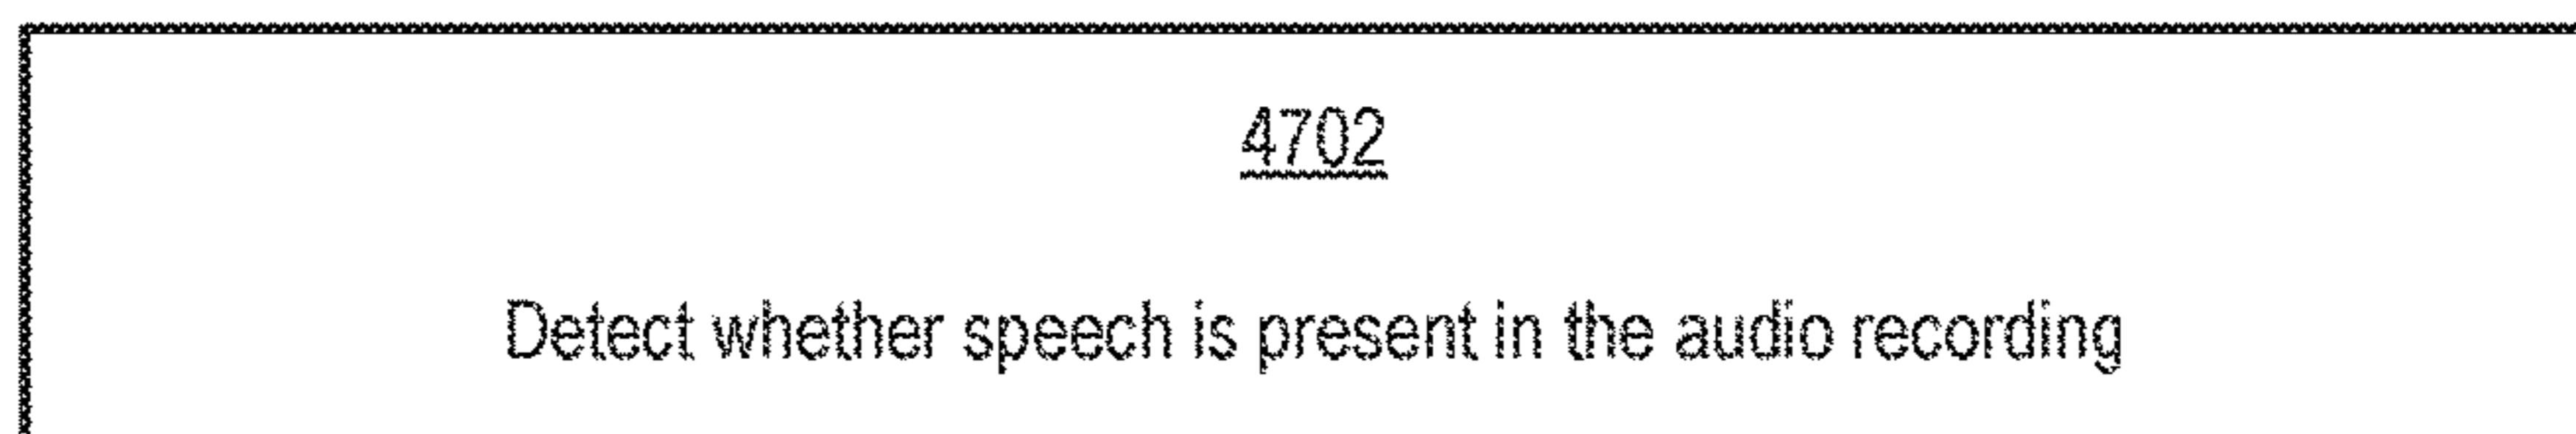 4702
Detect whether speech is present in the audio recording